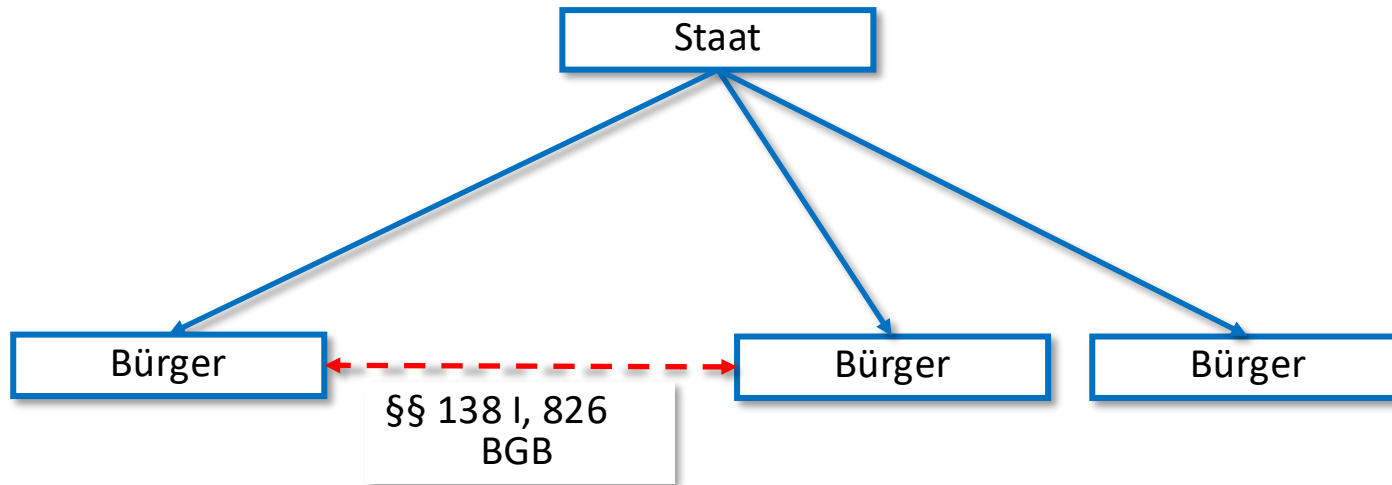 Staat
Bürger
Bürger
Bürger
§§ 138 I, 826
BGB